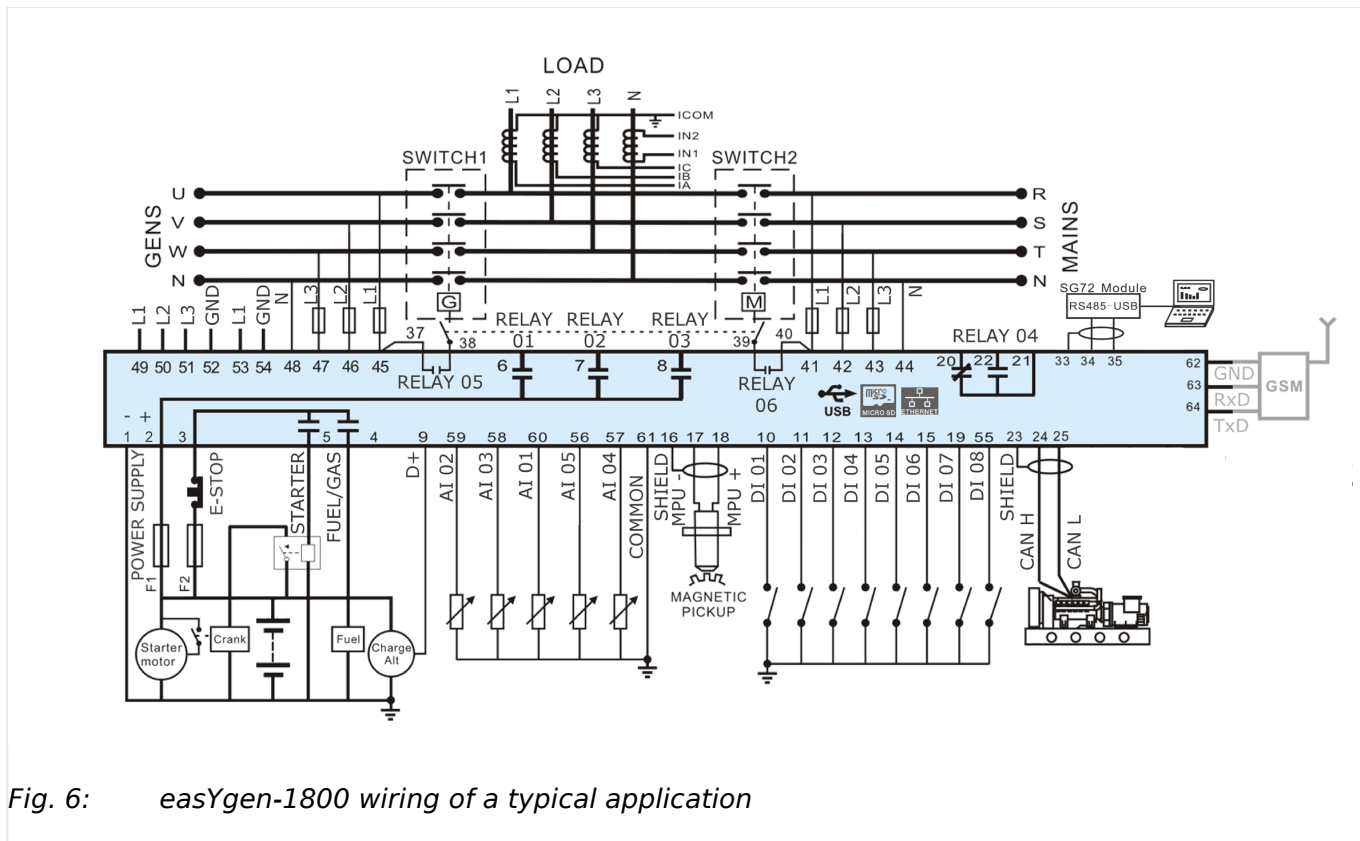 LOAD
L1
L2
L3
N
ICOM
IN2
IN1
IC
IB
IA
SWITCH1
SWITCH2
GENS
U
V
W
N
R
S
T
N
MAINS
G
M
L1
L2
L3
GND
L1
GND
N
L3
L2
L1
37
38
RELAY
01
RELAY
02
RELAY
03
39
40
L1
L2
L3
N
RELAY 04
SG72 Module
RS485-USB
49
50
51
52
53
54
48
47
46
45
RELAY 05
6
7
8
RELAY
06
41
42
43
44
20
22
21
33
34
35
USB
micro
SD
MICRO SD
ETHERNET
62
63
64
GND
RxD
TxD
GSM
- +
1
2
3
5
4
9
59
58
60
56
57
61
16
17
18
10
11
12
13
14
15
19
55
23
24
25
POWER SUPPLY
E-STOP
STARTER
FUEL/GAS
D+
AI 02
AI 03
AI 01
AI 05
AI 04
COMMON
SHIELD
MPU -
MPU +
DI 01
DI 02
DI 03
DI 04
DI 05
DI 06
DI 07
DI 08
SHIELD
CAN H
CAN L
F1
F2
MAGNETIC
PICKUP
Starter
motor
Crank
Fuel
Charge
Alt
Fig. 6: easYgen-1800 wiring of a typical application